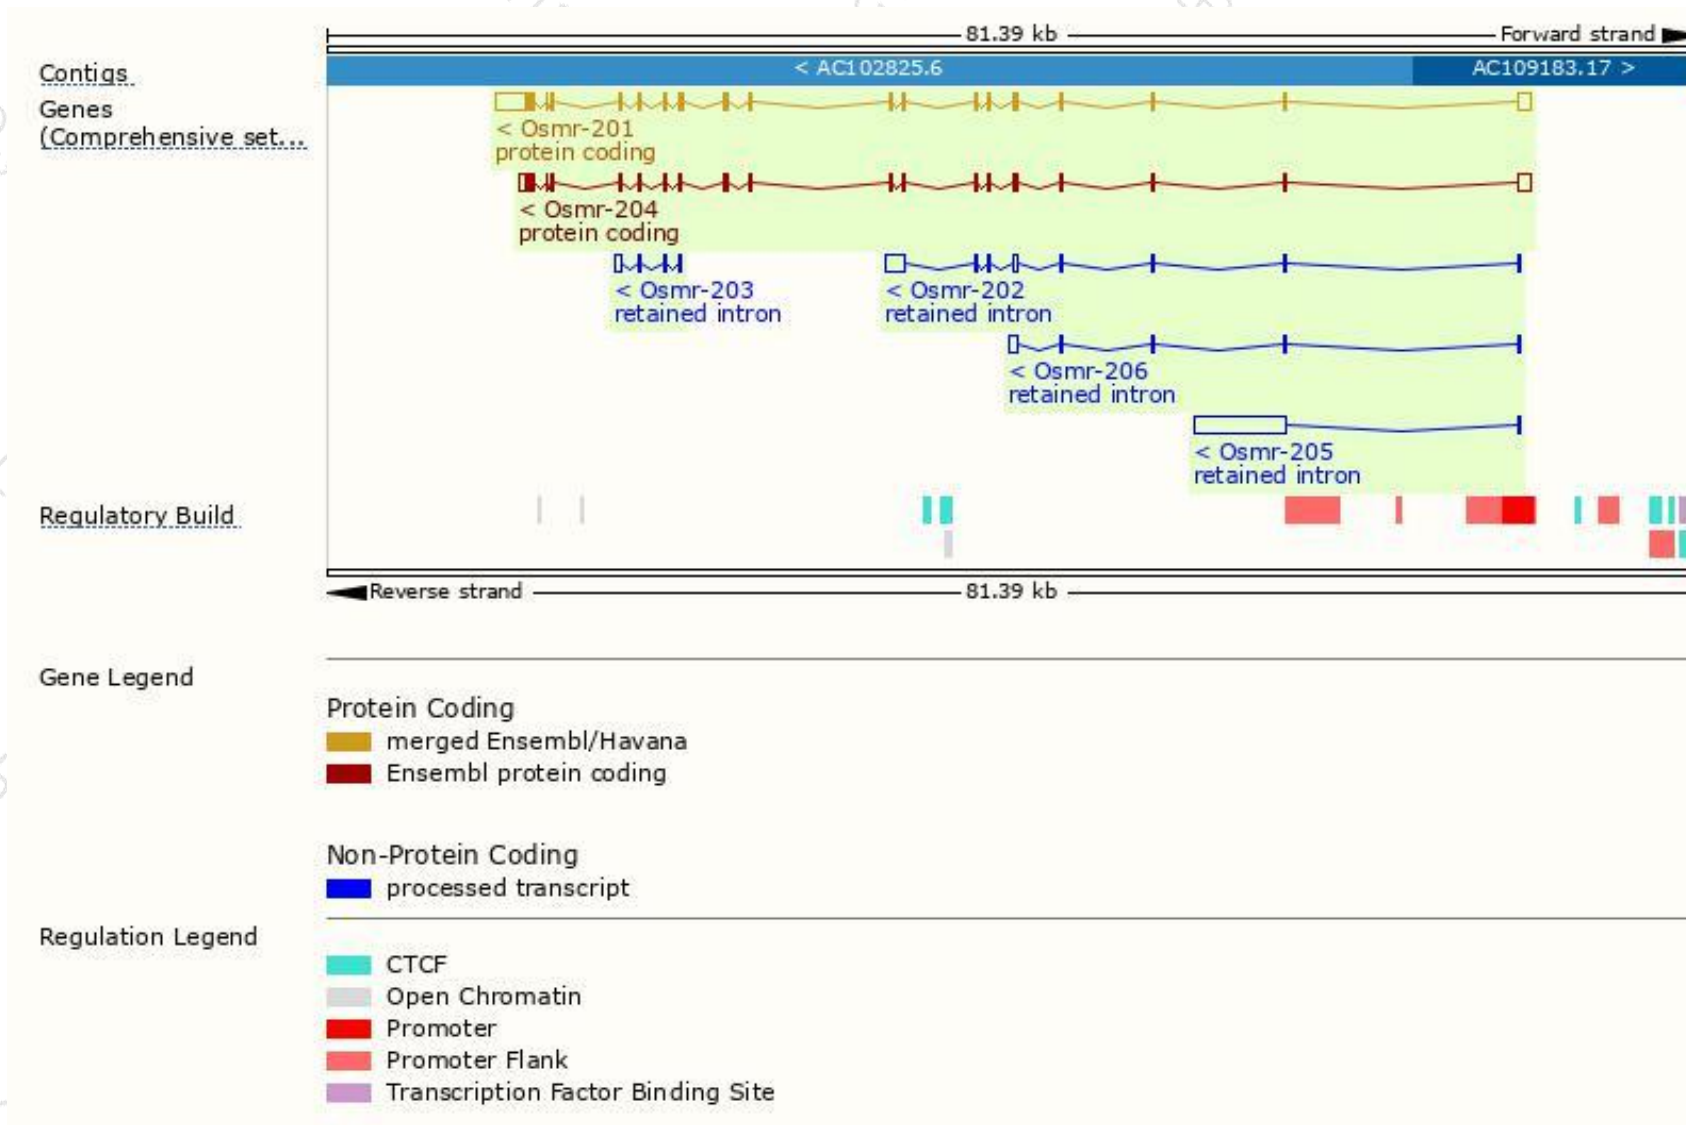 81.39 kb Forward strand
Contigs < AC102825.6 AC109183.17 >
Genes
(Comprehensive set...
< Osmr-201
protein coding
< Osmr-204
protein coding
< Osmr-203 < Osmr-202
retained intron retained intron
< Osmr-206
retained intron
< Osmr-205
retained intron
Regulatory Build
Reverse strand 81.39 kb
Gene Legend
Protein Coding
merged Ensembl/Havana
Ensembl protein coding
Non-Protein Coding
processed transcript
Regulation Legend
CTCF
Open Chromatin
Promoter
Promoter Flank
Transcription Factor Binding Site